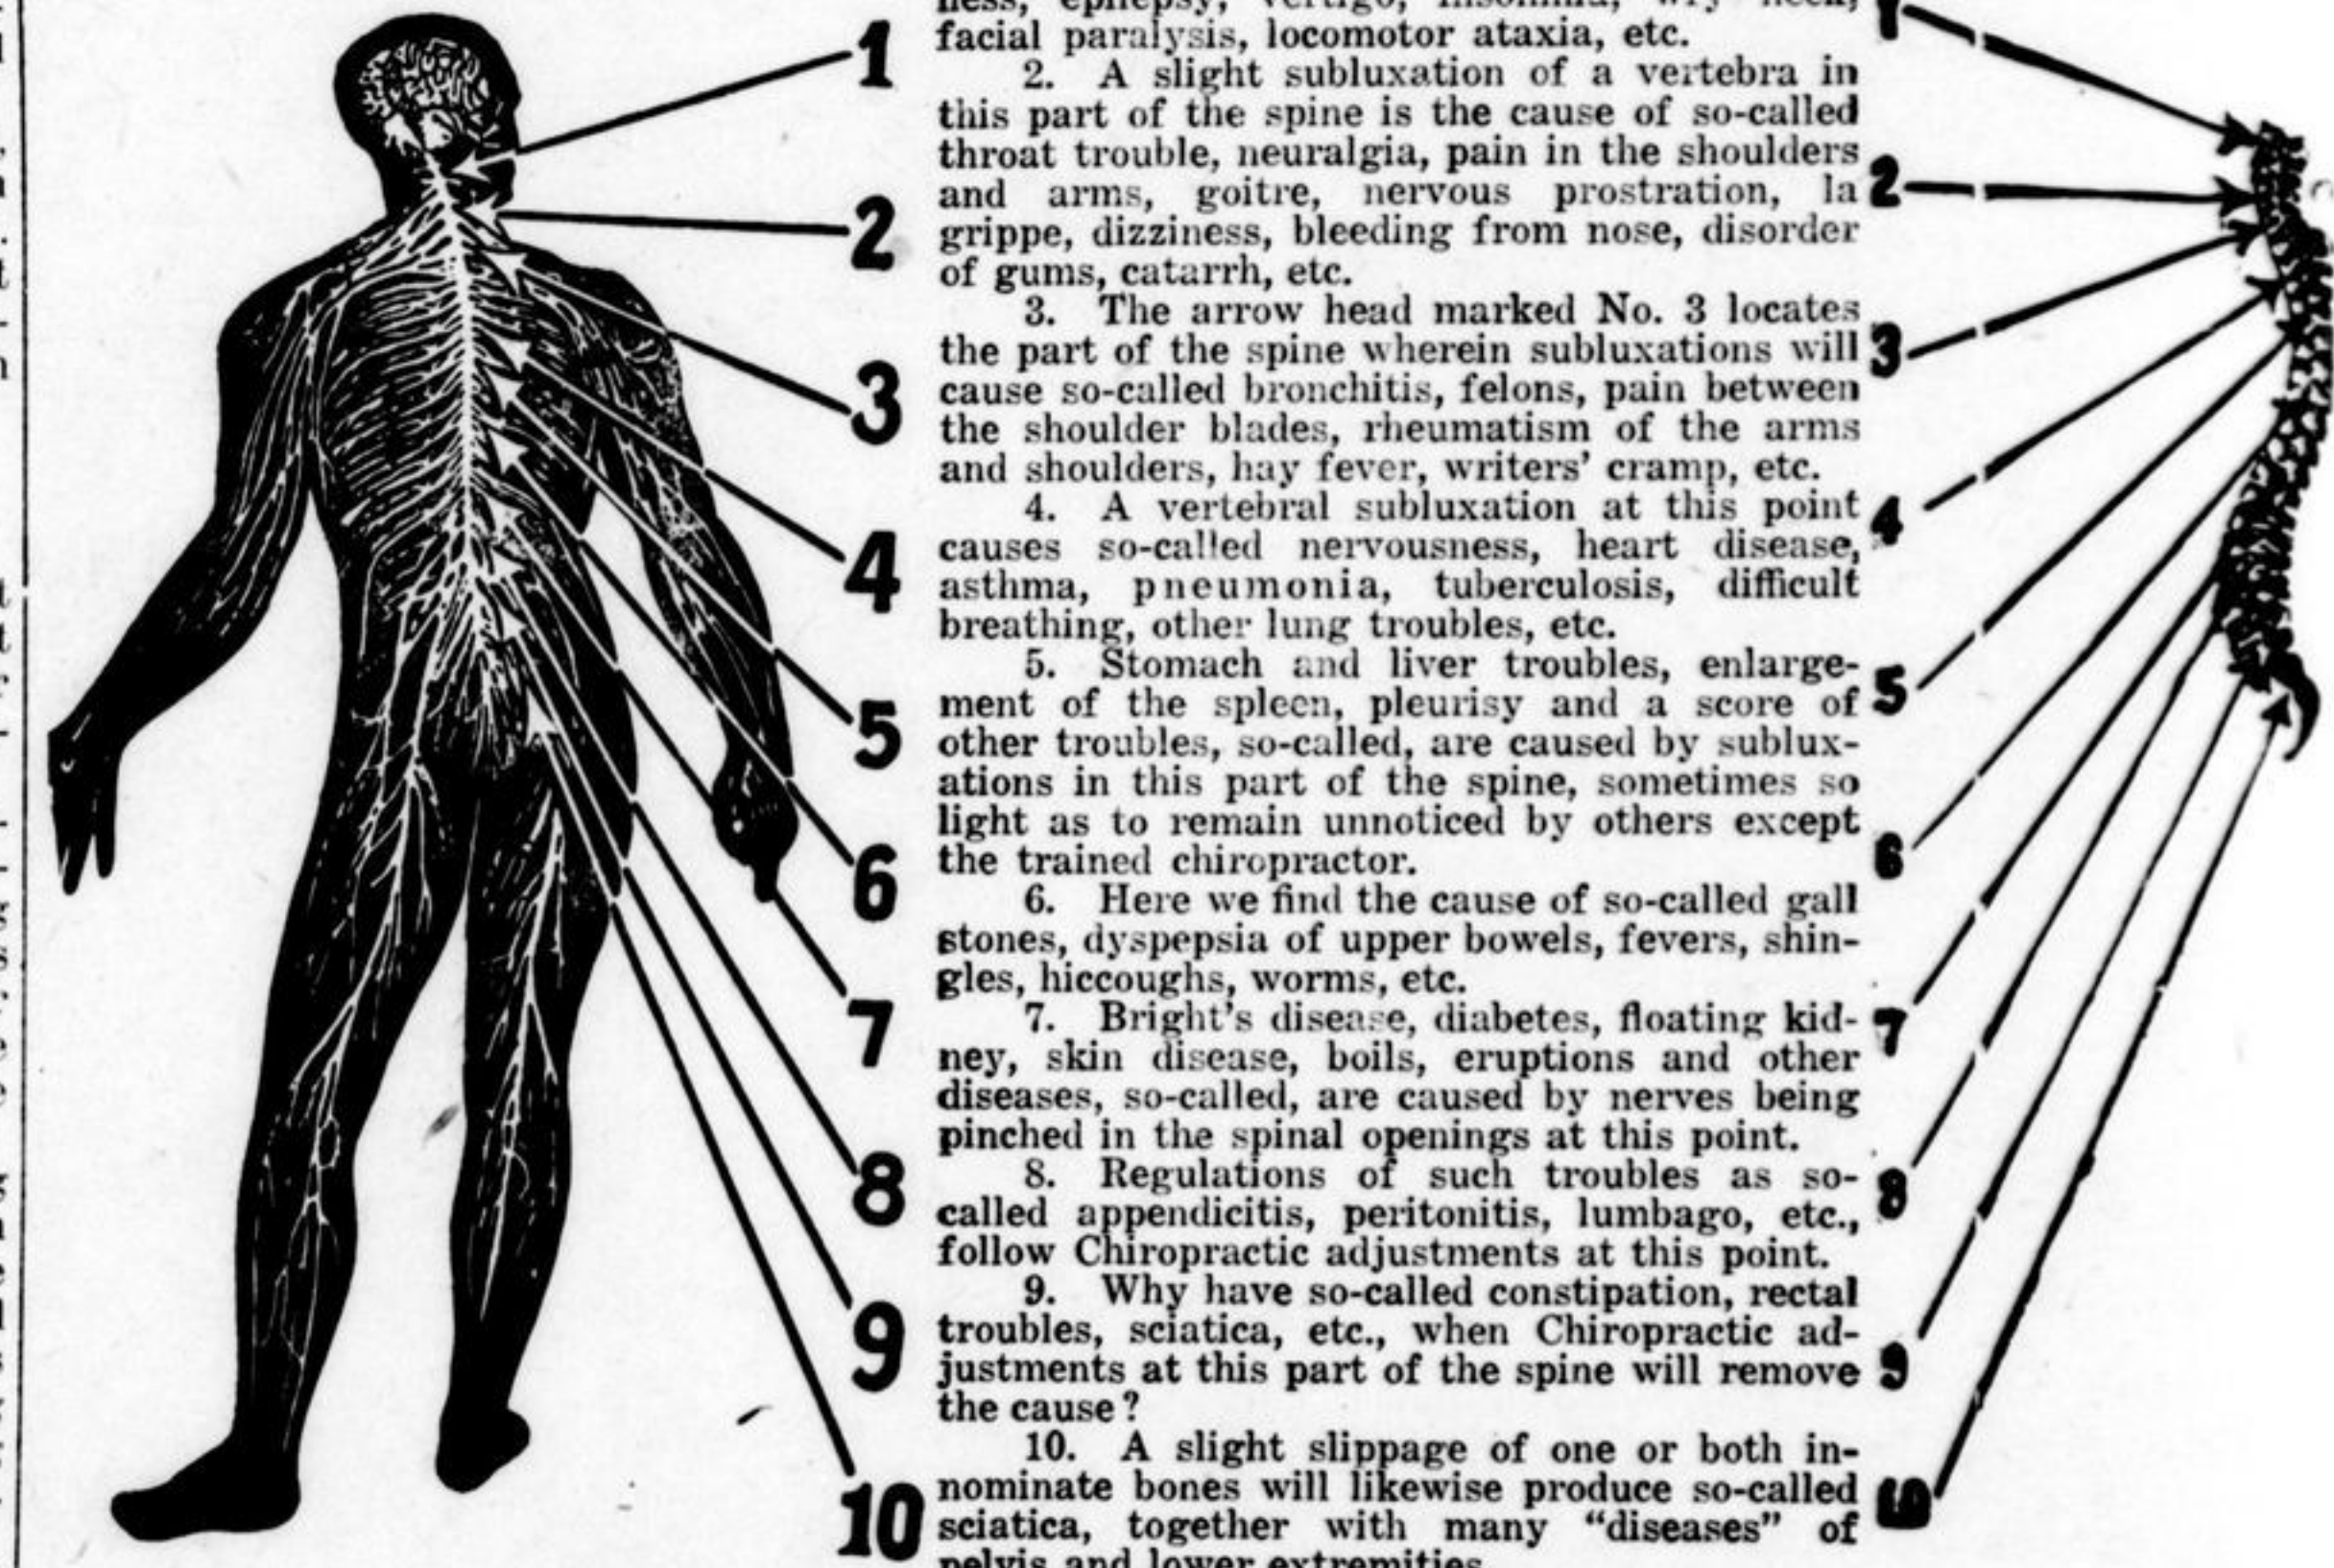 ness, epilepsy, vertigo, insomnia, wry neck,
facial paralysis, locomotor ataxia, etc.
2. A slight subluxation of a vertebra in
this part of the spine is the cause of so-called
throat trouble, neuralgia, pain in the shoulders
and arms, goitre, nervous prostration, la
grippe, dizziness, bleeding from nose, disorder
of gums, catarrh, etc.
3. The arrow head marked No. 3 locates
the part of the spine wherein subluxations will
cause so-called bronchitis, felons, pain between
the shoulder blades, rheumatism of the arms
and shoulders, hay fever, writers' cramp, etc.
4. A vertebral subluxation at this point
causes so-called nervousness, heart disease,
asthma, pneumonia, tuberculosis, difficult
breathing, other lung troubles, etc.
5. Stomach and liver troubles, enlarge-
ment of the spleen, pleurisy and a score of
other troubles, so-called, are caused by sublux-
ations in this part of the spine, sometimes so
light as to remain unnoticed by others except
the trained chiropractor.
6. Here we find the cause of so-called gall
stones, dyspepsia of upper bowels, fevers, shin-
gles, hiccoughs, worms, etc.
7. Bright's disease, diabetes, floating kid-
ney, skin disease, boils, eruptions and other
diseases, so-called, are caused by nerves being
pinched in the spinal openings at this point.
8. Regulations of such troubles as so-
called appendicitis, peritonitis, lumbago, etc.,
follow Chiropractic adjustments at this point.
9. Why have so-called constipation, rectal
troubles, sciatica, etc., when Chiropractic ad-
justments at this part of the spine will remove
the cause?
10. A slight slippage of one or both in-
nominate bones will likewise produce so-called
sciatica, together with many "diseases" of
pelvis and lower extremities
1
2
3
4
5
6
7
8
9
10
1
2
3
4
5
6
7
8
9
10